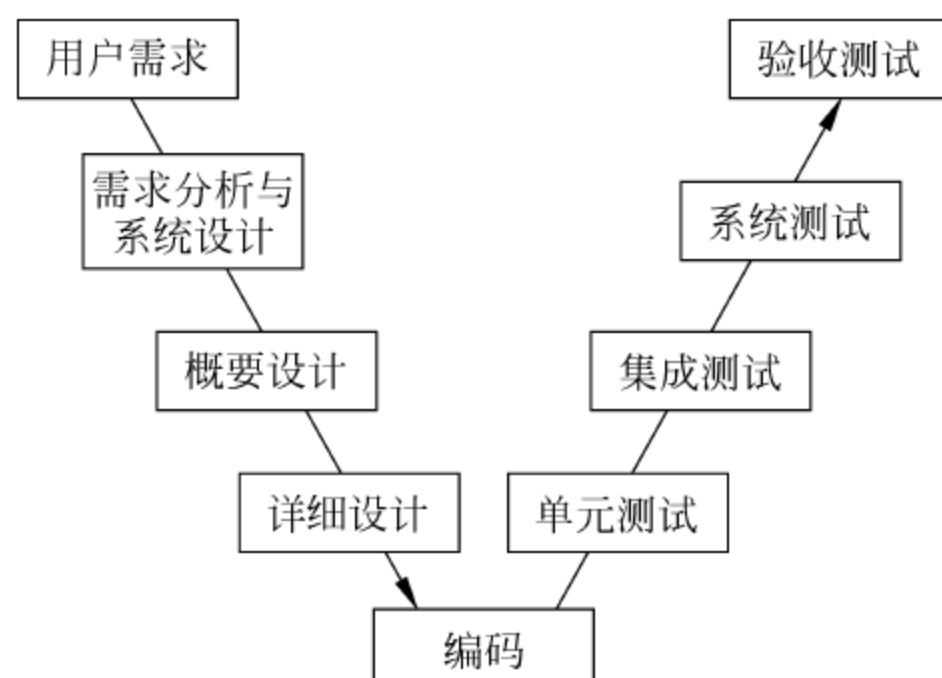 用户需求
验收测试
需求分析与
系统设计
系统测试
概要设计
集成测试
详细设计
单元测试
编码